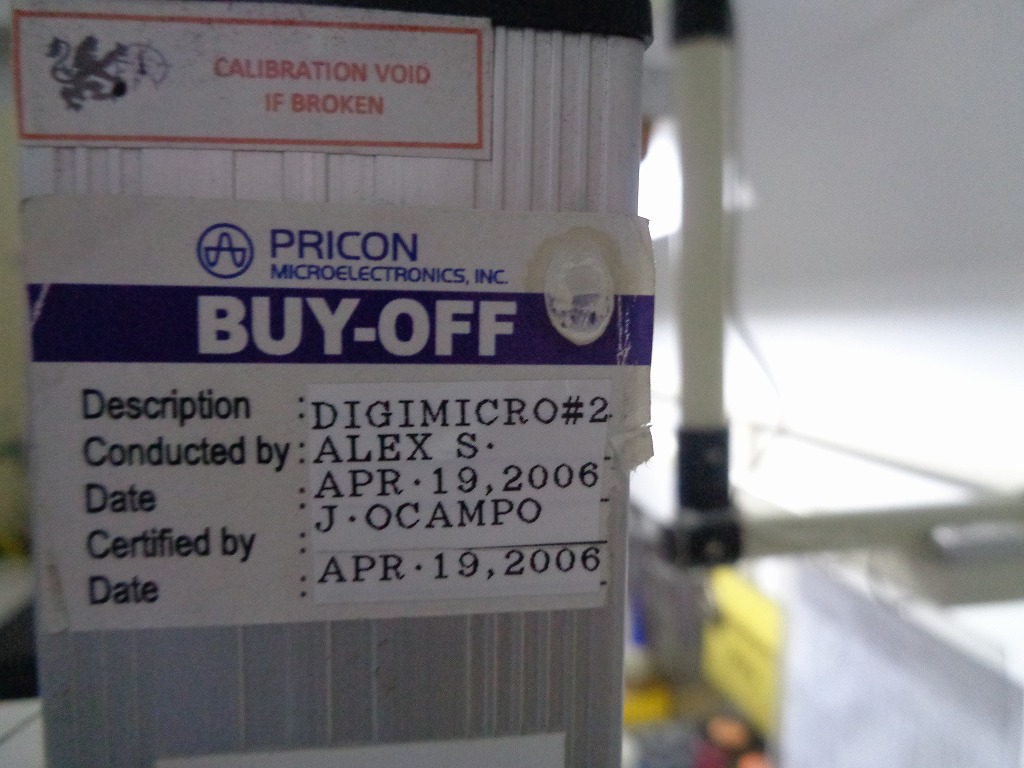 CALIBRATION VOID
IF BROKEN
PRICON
MICROELECTRONICS, INC.
BUY-OFF
Description : DIGIMICRO#2
Conducted by : ALEX S.
Date : APR.19,2006
Certified by : J.OCAMPO
Date : APR.19,2006